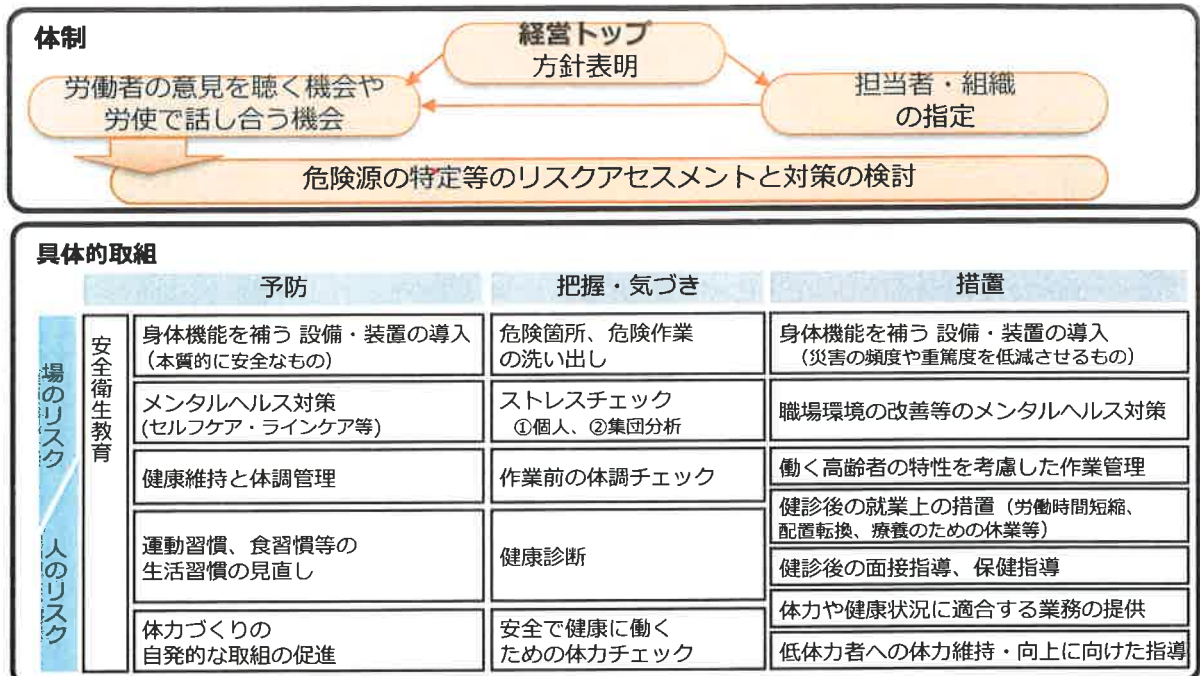 体制
経営トップ
方針表明
労働者の意見を聴く機会や
労使で話し合う機会
担当者・組織
の指定
危険源の特定等のリスクアセスメントと対策の検討
具体的取組
予防
把握・気づき
措置
場のリスク
人のリスク
安全衛生教育
身体機能を補う 設備・装置の導入
（本質的に安全なもの）
危険箇所、危険作業
の洗い出し
身体機能を補う 設備・装置の導入
（災害の頻度や重篤度を低減させるもの）
メンタルヘルス対策
(セルフケア・ラインケア等)
ストレスチェック
①個人、②集団分析
職場環境の改善等のメンタルヘルス対策
健康維持と体調管理
作業前の体調チェック
働く高齢者の特性を考慮した作業管理
運動習慣、食習慣等の
生活習慣の見直し
健康診断
健診後の就業上の措置（労働時間短縮、
配置転換、療養のための休業等）
健診後の面接指導、保健指導
体力づくりの
自発的な取組の促進
安全で健康に働く
ための体力チェック
体力や健康状況に適合する業務の提供
低体力者への体力維持・向上に向けた指導